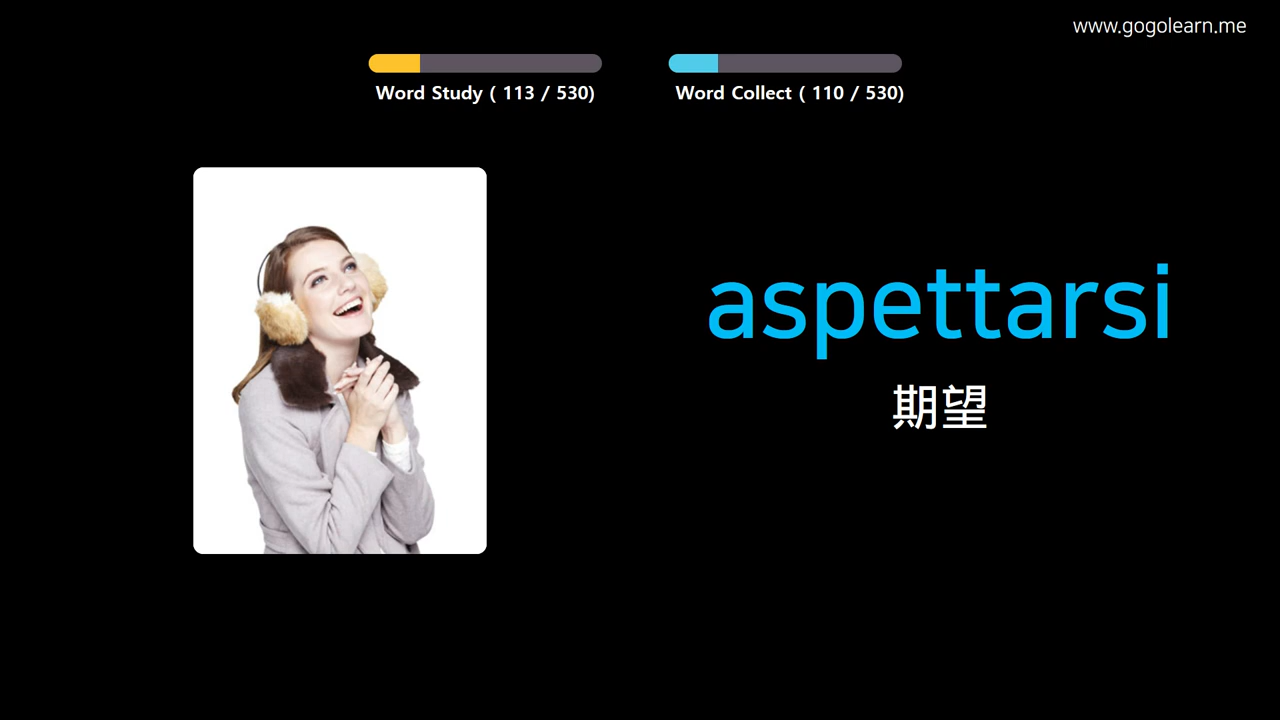 www.gogolearn.me
Word Study ( 113 / 530)
Word Collect ( 110 / 530)
aspettarsi
期望